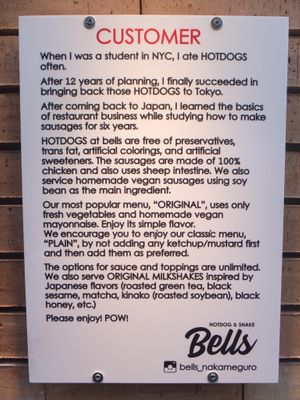 CUSTOMER
When I was a student in NYC, I ate HOTDOGS
often.
After 12 years of planning, I finally succeeded in
bringing back those HOTDOGS to Tokyo.
After coming back to Japan, I learned the basics
of restaurant business while studying how to make
sausages for six years.
HOTDOGS at bells are free of preservatives,
trans fat, artificial colorings, and artificial
sweeteners. The sausages are made of 100%
chicken and also uses sheep intestine. We also
service homemade vegan sausages using soy
bean as the main ingredient.
Our most popular menu, "ORIGINAL", uses only
fresh vegetables and homemade vegan
mayonnaise. Enjoy its simple flavor.
We encourage you to enjoy our classic menu,
"PLAIN", by not adding any ketchup/mustard first
and then add them as preferred.
The options for sauce and toppings are unlimited.
We also serve ORIGINAL MILKSHAKES inspired by
Japanese flavors (roasted green tea, black
sesame, matcha, kinako (roasted soybean), black
honey, etc.)
Please enjoy! POW!
HOTDOG & SHAKE
Bells
bells_nakameguro